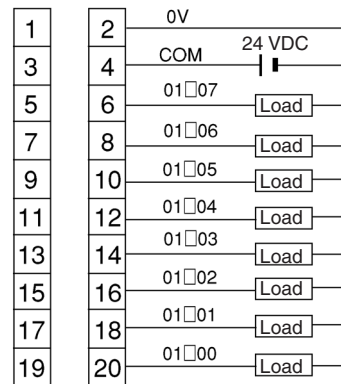 1 2 0V
24 VDC
3 4 COM
5 6 01□07 Load
7 8 01□06 Load
9 10 01□05 Load
11 12 01□04 Load
13 14 01□03 Load
15 16 01□02 Load
17 18 01□01 Load
19 20 01□00 Load